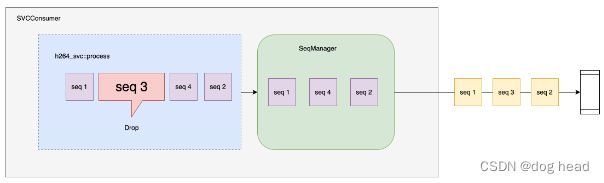 SVCConsumer
h264_svc::process
seq 1
seq 3
seq 4
seq 2
Drop
SeqManager
seq 1
seq 4
seq 2
seq 1
seq 3
seq 2
CSDN @dog head